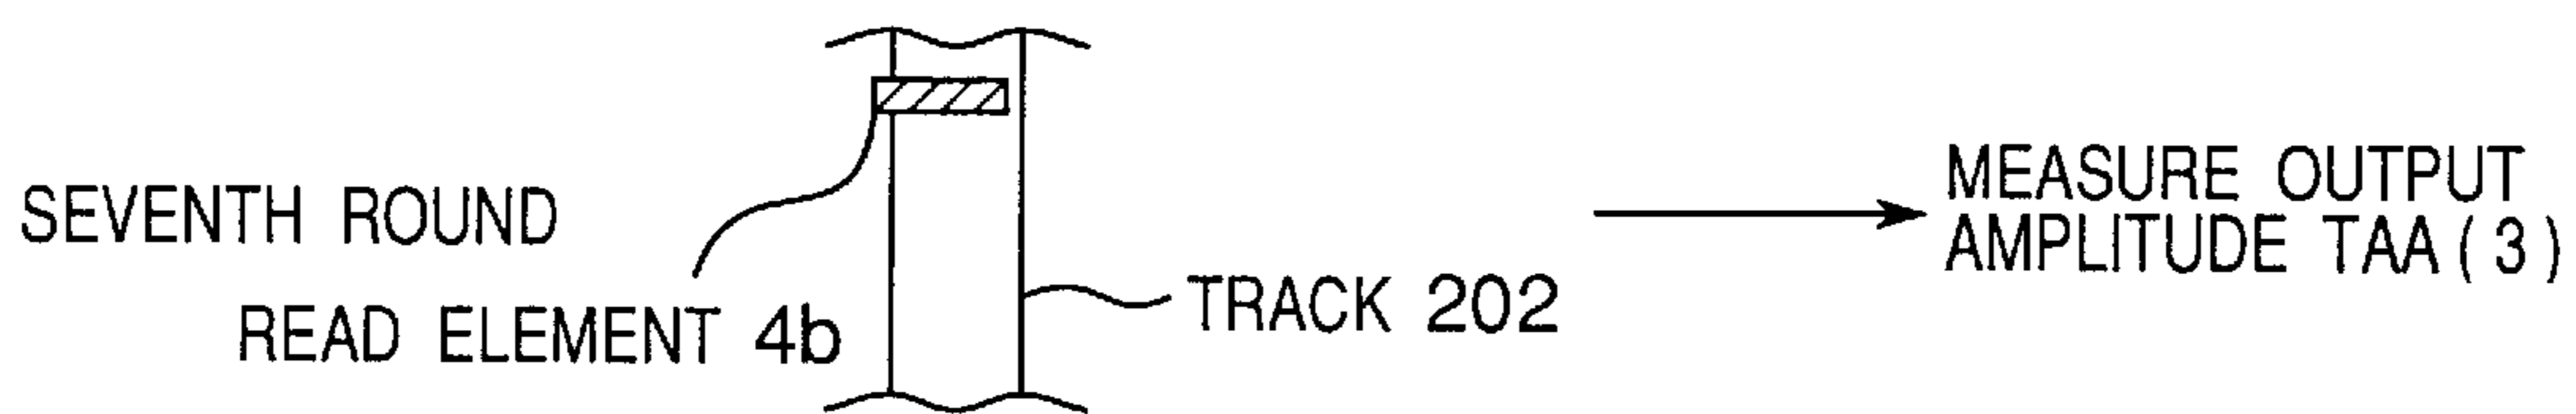 SEVENTH ROUND
READ ELEMENT 4b
TRACK 202
MEASURE OUTPUT
AMPLITUDE TAA(3)